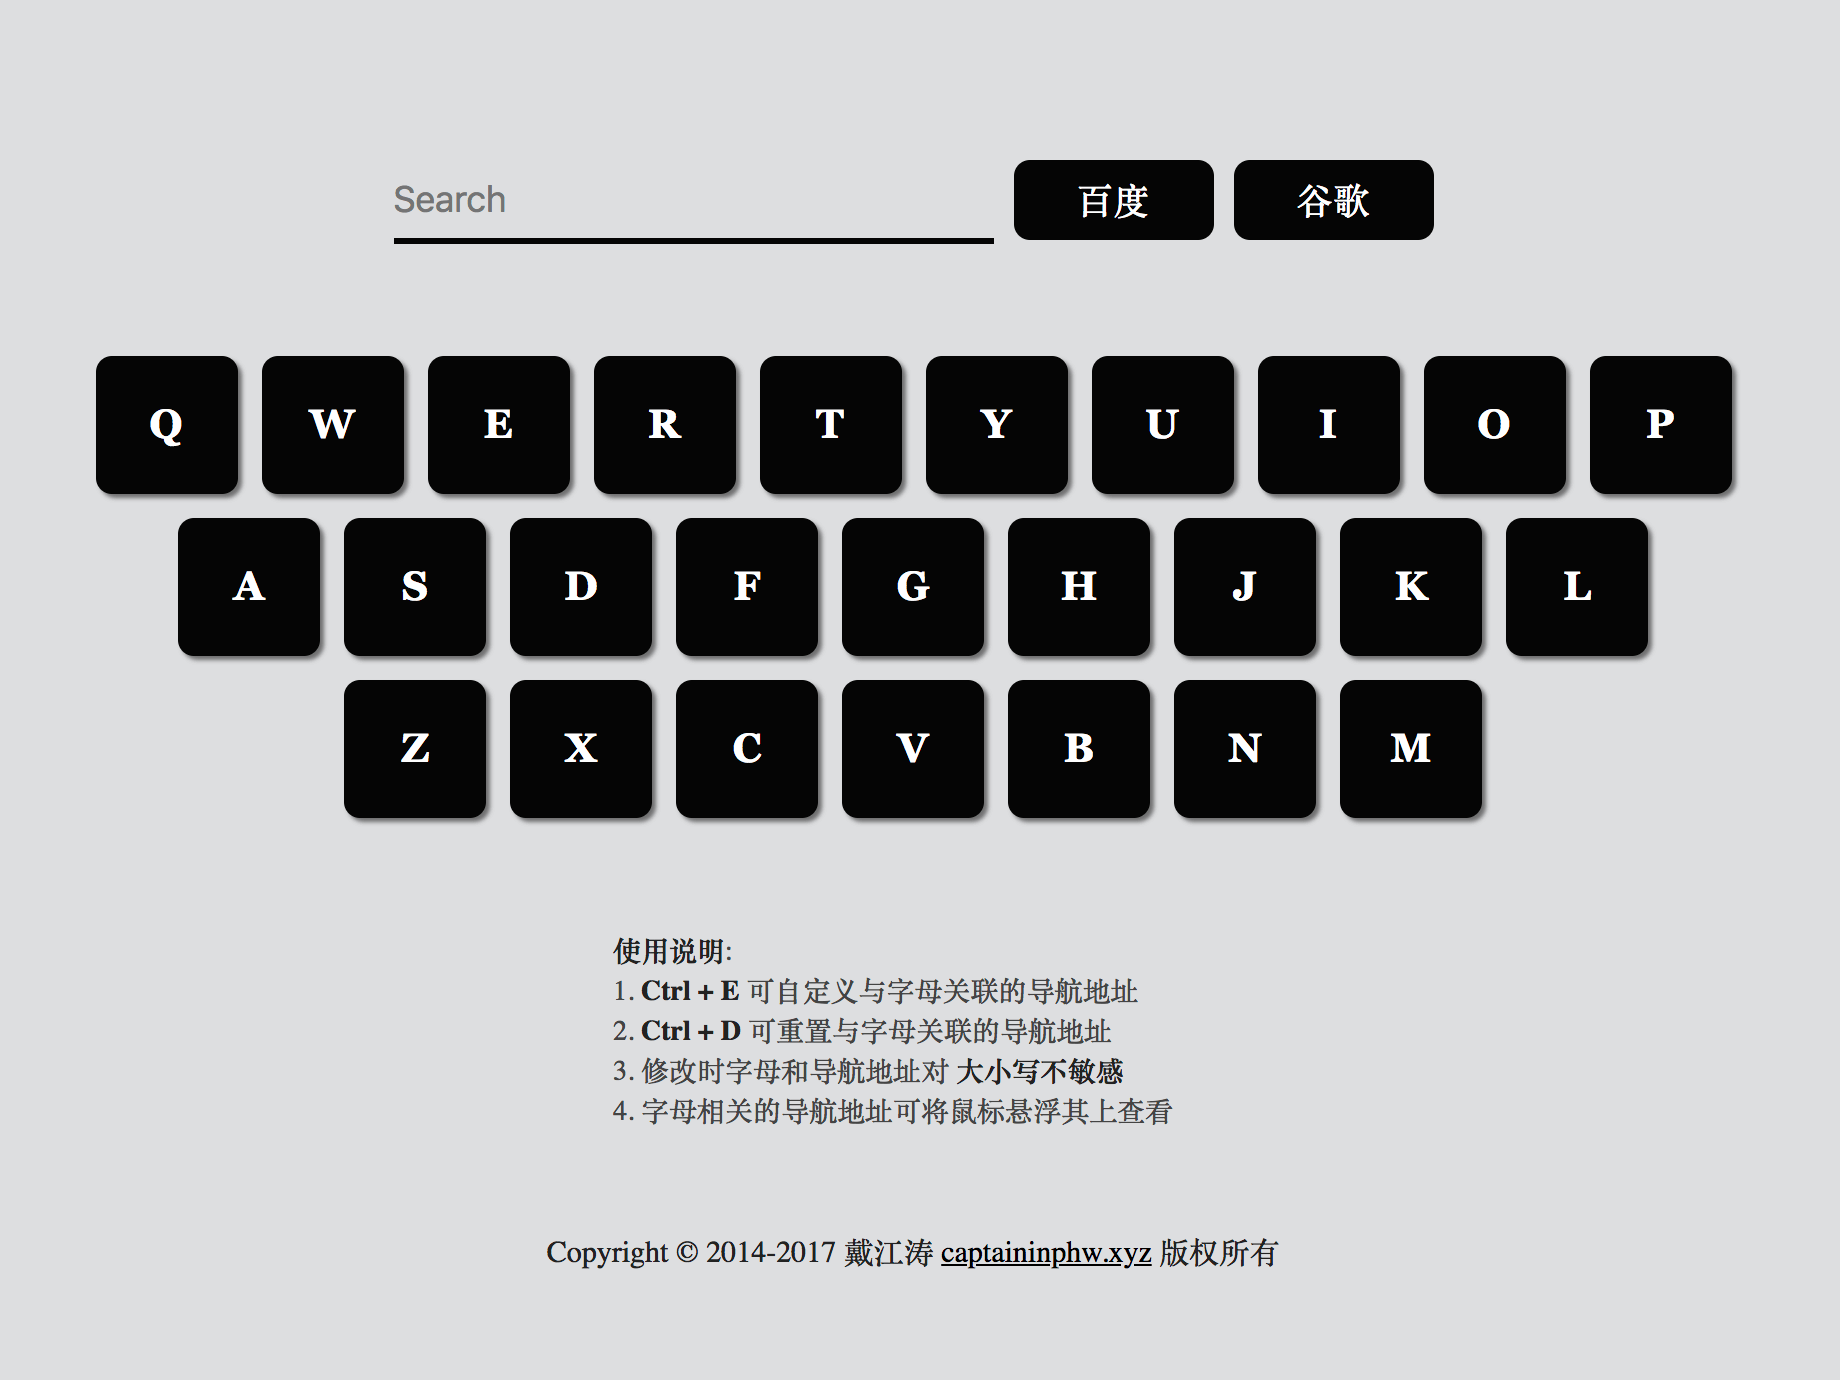 Search 百度 谷歌
Q W E R T Y U I O P
A S D F G H J K L
Z X C V B N M
使用说明:
1. Ctrl + E 可自定义与字母关联的导航地址
2. Ctrl + D 可重置与字母关联的导航地址
3. 修改时字母和导航地址对 大小写不敏感
4. 字母相关的导航地址可将鼠标悬浮其上查看
Copyright © 2014-2017 戴江涛 captaininphw.xyz 版权所有